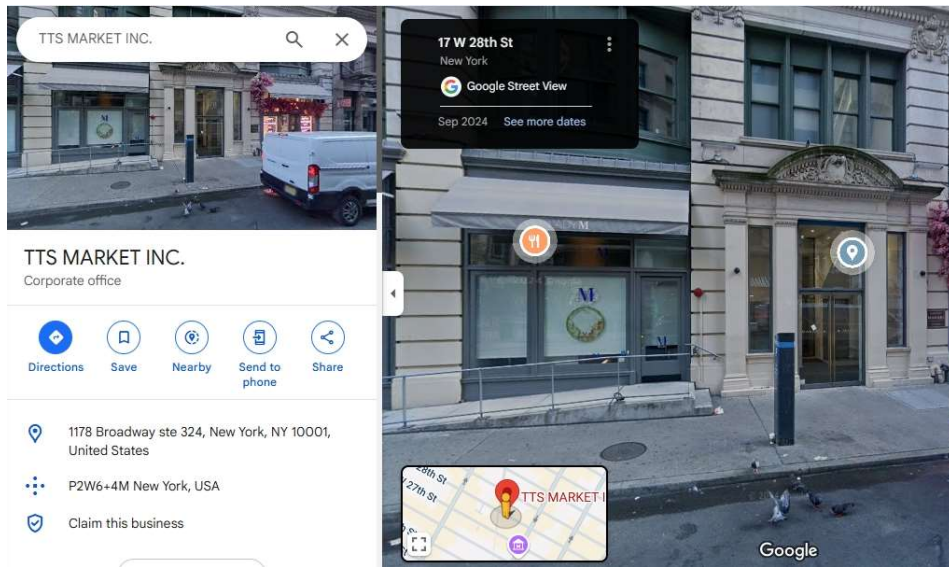 TTS MARKET INC.
TTS MARKET INC.
Corporate office
Directions
Save
Nearby
Send to
phone
Share
1178 Broadway ste 324, New York, NY 10001,
United States
P2W6+4M New York, USA
Claim this business
17 W 28th St
New York
Google Street View
Sep 2024 See more dates
M
M
M
28th St
27th St
TTS MARKET I
Google